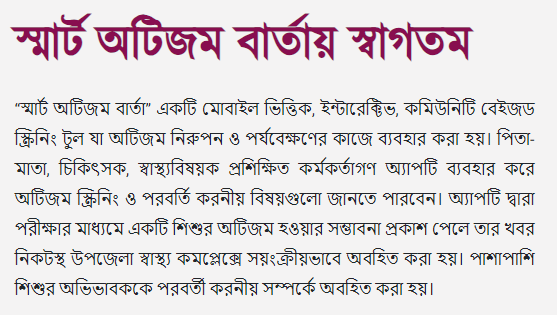 স্মার্ট অটিজম বার্তায় স্বাগতম
“স্মার্ট অটিজম বার্তা” একটি মোবাইল ভিত্তিক, ইন্টারেক্টিভ, কমিউনিটি বেইজড
স্ক্রিনিং টুল যা অটিজম নিরুপন ও পর্যবেক্ষণের কাজে ব্যবহার করা হয়। পিতা-
মাতা, চিকিৎসক, স্বাস্থ্যবিষয়ক প্রশিক্ষিত কর্মকর্তাগণ অ্যাপটি ব্যবহার করে
অটিজম স্ক্রিনিং ও পরবর্তি করনীয় বিষয়গুলো জানতে পারবেন। অ্যাপটি দ্বারা
পরীক্ষার মাধ্যমে একটি শিশুর অটিজম হওয়ার সম্ভাবনা প্রকাশ পেলে তার খবর
নিকটস্থ উপজেলা স্বাস্থ্য কমপ্লেক্সে সয়ংক্রীয়ভাবে অবহিত করা হয়। পাশাপাশি
শিশুর অভিভাবককে পরবর্তী করনীয় সম্পর্কে অবহিত করা হয়।